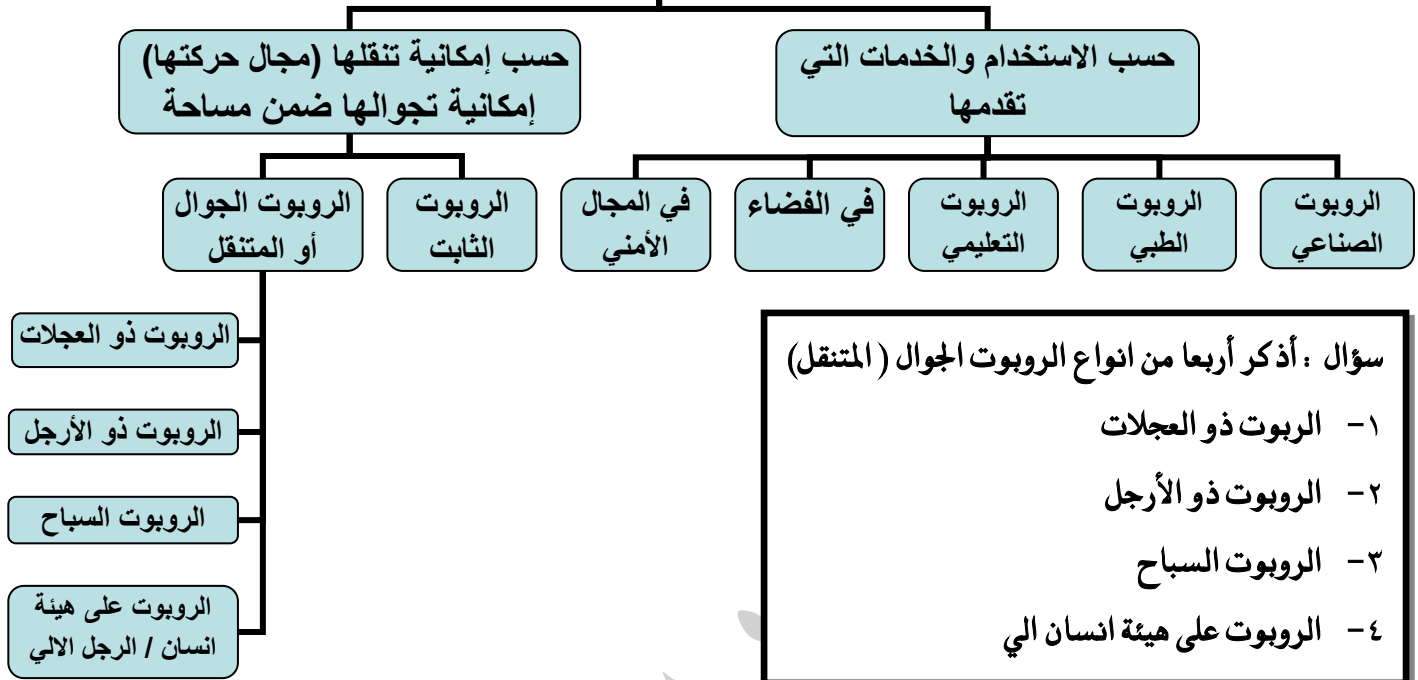 حسب الاستخدام والخدمات التي
تقدمها
حسب إمكانية تنقلها (مجال حركتها)
إمكانية تجوالها ضمن مساحة
الروبوت
الصناعي
الروبوت
الطبي
الروبوت
التعليمي
في الفضاء
في المجال
الأمني
الروبوت
الثابت
الروبوت الجوال
أو المتنقل
الروبوت ذو العجلات
الروبوت ذو الأرجل
الروبوت السباح
الروبوت على هيئة
انسان / الرجل الالي
سؤال : أذكر أربعا من انواع الروبوت الجوال ( المتنقل)
١- الربوت ذو العجلات
٢- الروبوت ذو الأرجل
٣- الروبوت السباح
٤- الروبوت على هيئة انسان الي